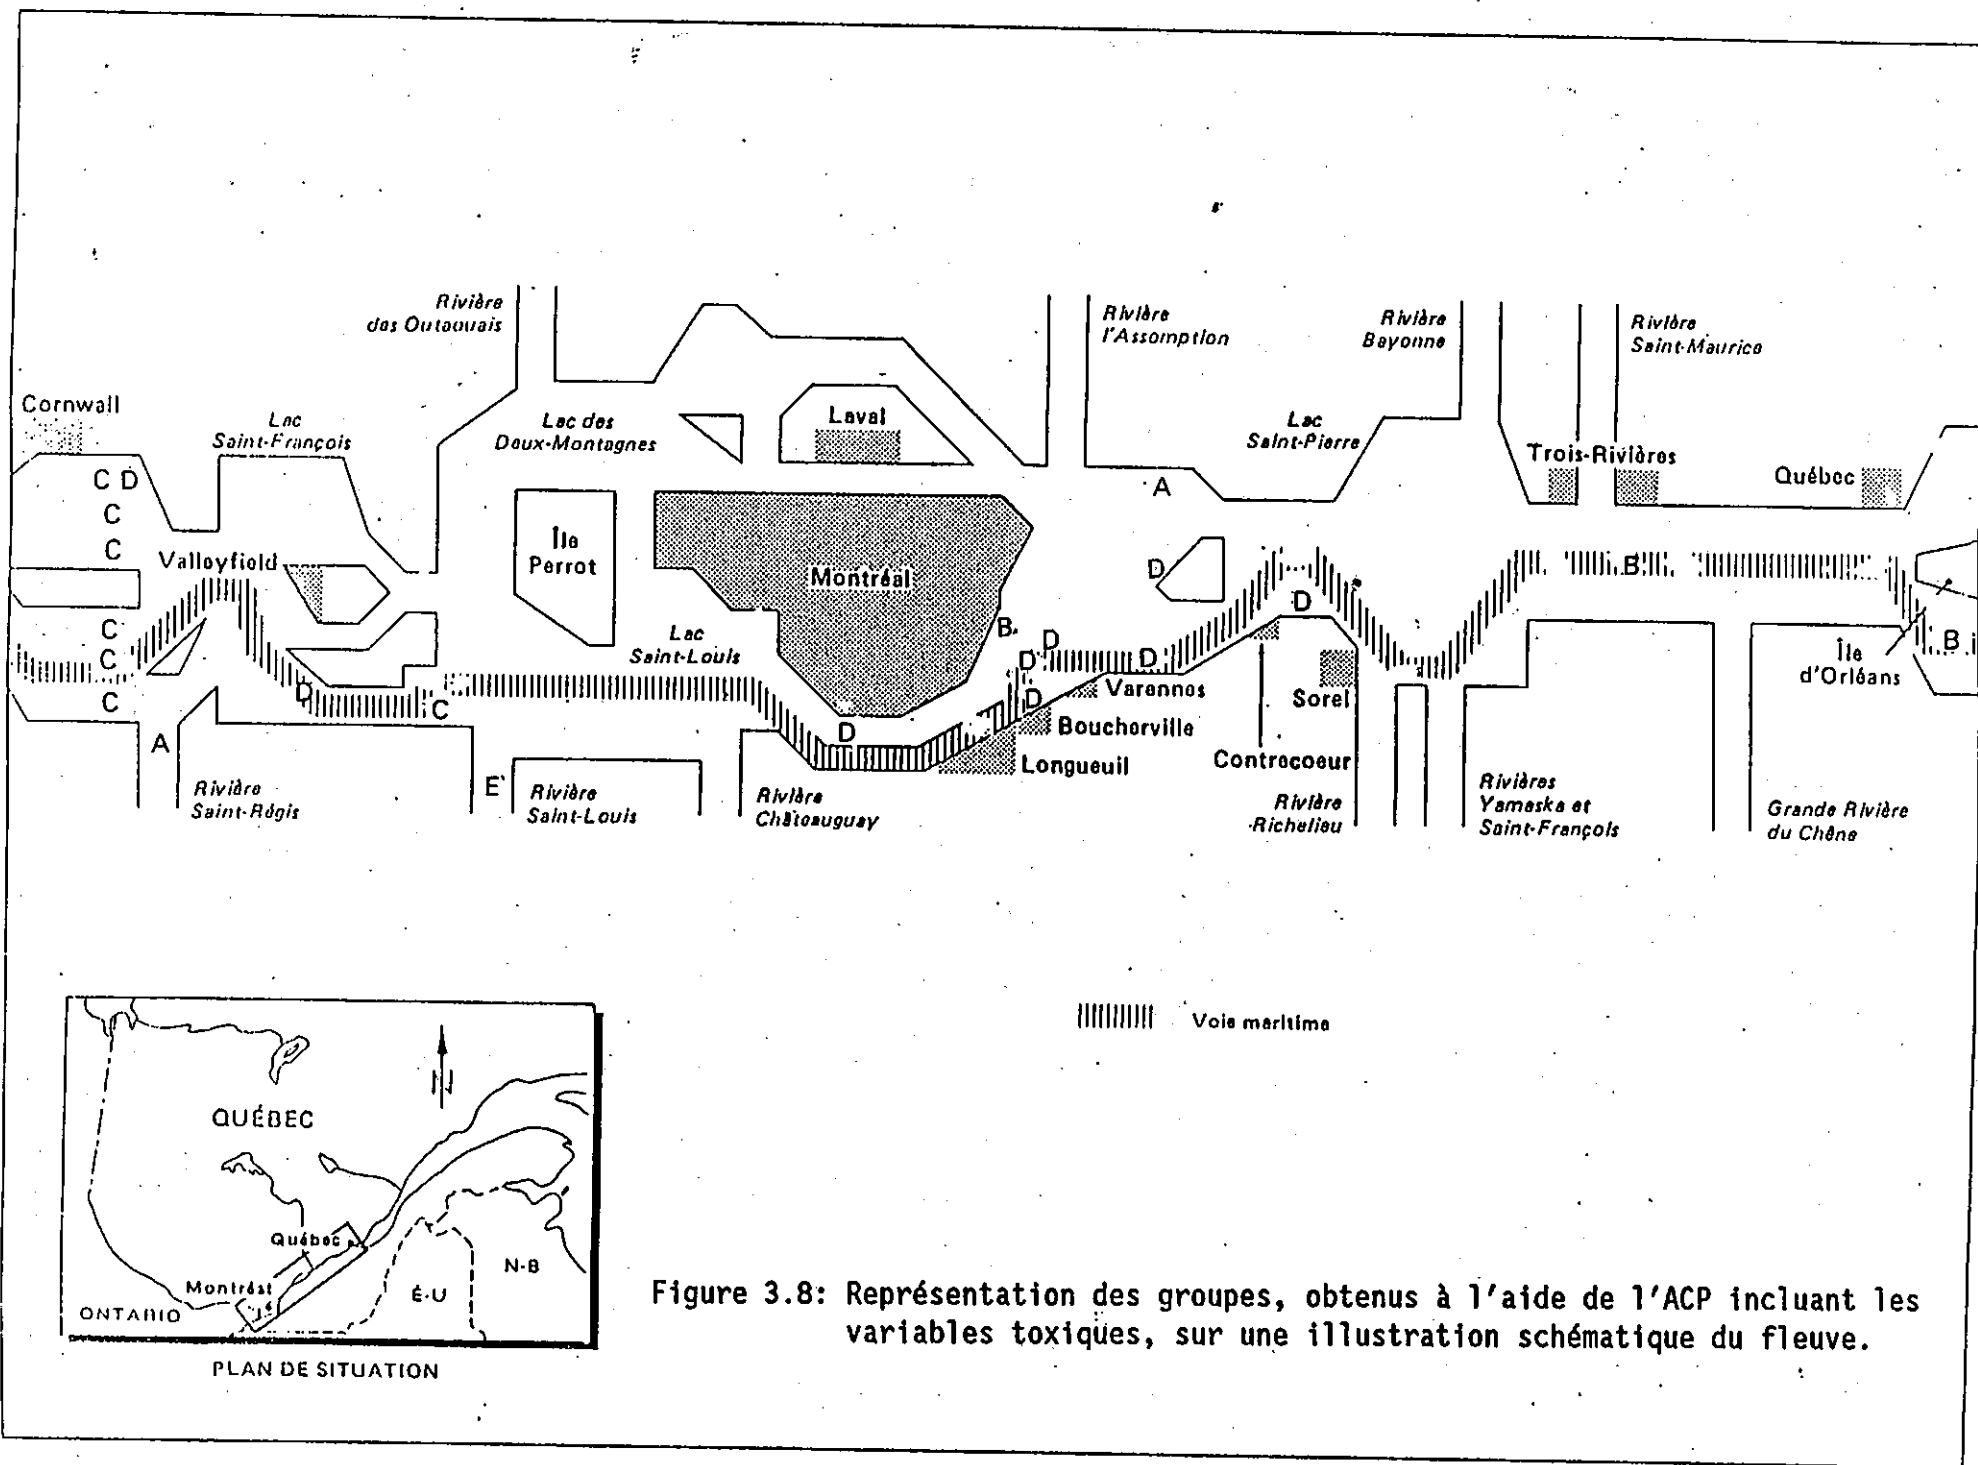 Rivière
des Outaouais
Rivière
l'Assomption
Rivière
Bayonne
Rivière
Saint-Maurice
Cornwall
Lac
Saint-François
Lac des
Deux-Montagnes
Laval
Lac
Saint-Pierre
Trois-Rivières
Québec
C D
C
C
A
Valleyfield
Île
Perrot
Montréal
D
B
C
C
C
Lac
Saint-Louis
B
D
D
D
D
D
D
C
D
Varennes
Boucherville
Longueuil
Sorel
Contrecoeur
B
Île
d'Orléans
A
E
Rivière
Saint-Régis
Rivière
Saint-Louis
Rivière
Châteauguay
Rivière
Richelieu
Rivières
Yamaska et
Saint-François
Grande Rivière
du Chêne
Voie maritime
N
QUÉBEC
Québec
Montréal
ONTARIO
É-U
N-B
PLAN DE SITUATION
Figure 3.8: Représentation des groupes, obtenus à l'aide de l'ACP incluant les
variables toxiques, sur une illustration schématique du fleuve.